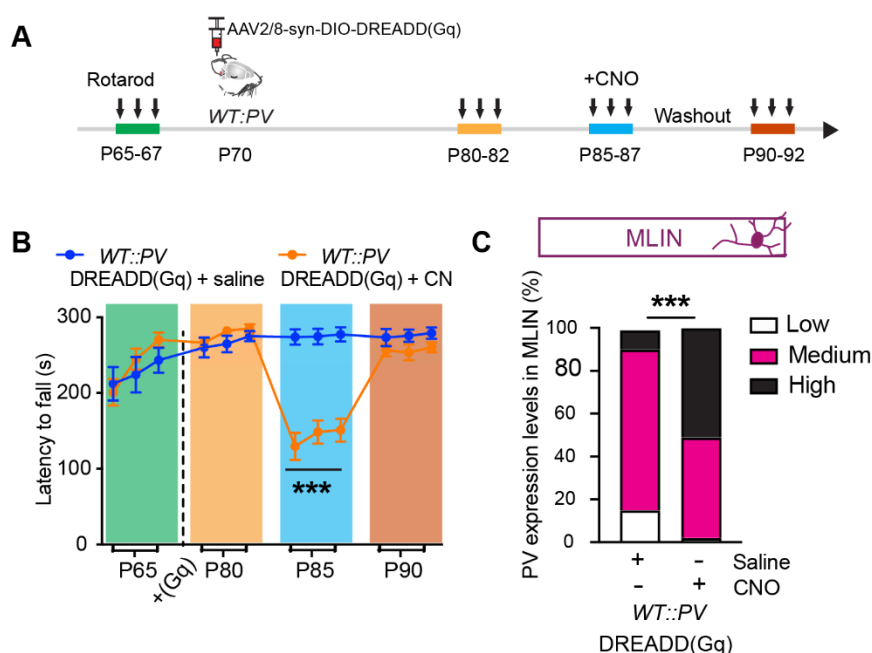 A
AAV2/8-syn-DIO-DREADD(Gq)
Rotarod
+CNO
WT:PV
Washout
P65-67
P70
P80-82
P85-87
P90-92
B
WT::PV
DREADD(Gq) + saline
WT::PV
DREADD(Gq) + CN
Latency to fall (s)
300
200
100
0
***
P65
+(Gq)
P80
P85
P90
C
MLIN
PV expression levels in MLIN (%)
100
80
60
40
20
0
***
Low
Medium
High
+ - Saline
- + CNO
WT::PV
DREADD(Gq)